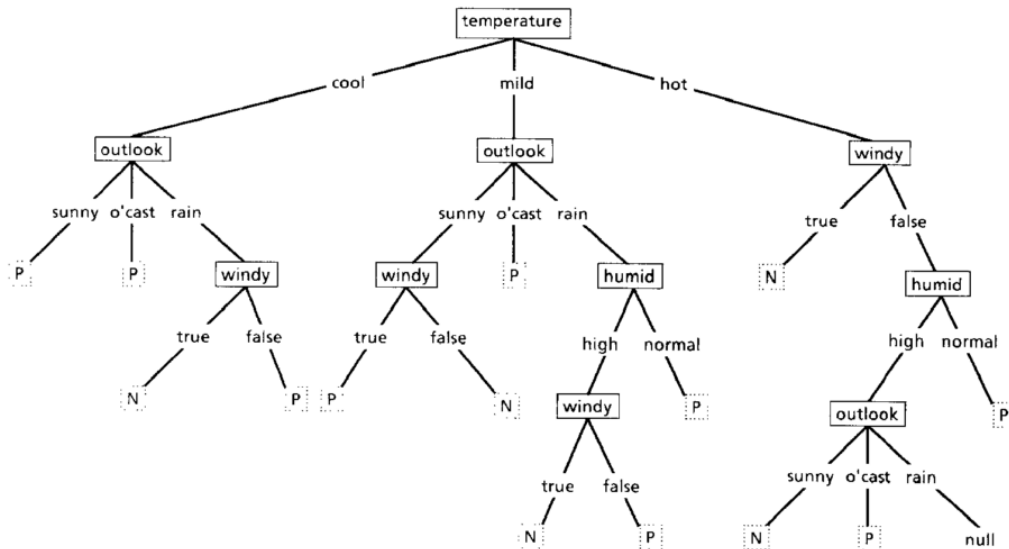 temperature
cool mild hot
outlook outlook windy
sunny o'cast rain sunny o'cast rain true false
P P windy windy P humid N humid
true false true false high normal high normal
N P P N windy P outlook P
true false sunny o'cast rain
N P N P null